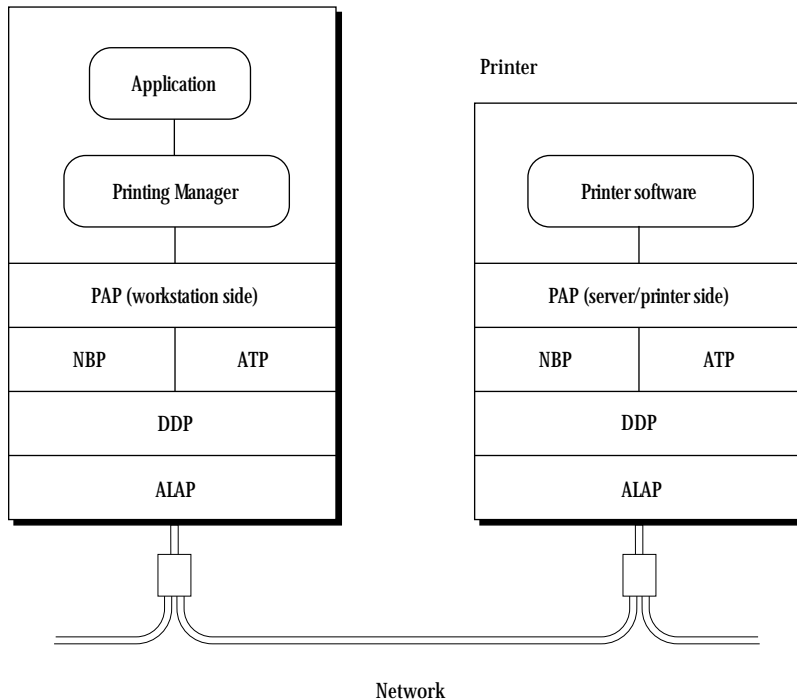 Application
Printing Manager
PAP (workstation side)
NBP
ATP
DDP
ALAP
Printer
Printer software
PAP (server/printer side)
NBP
ATP
DDP
ALAP
Network